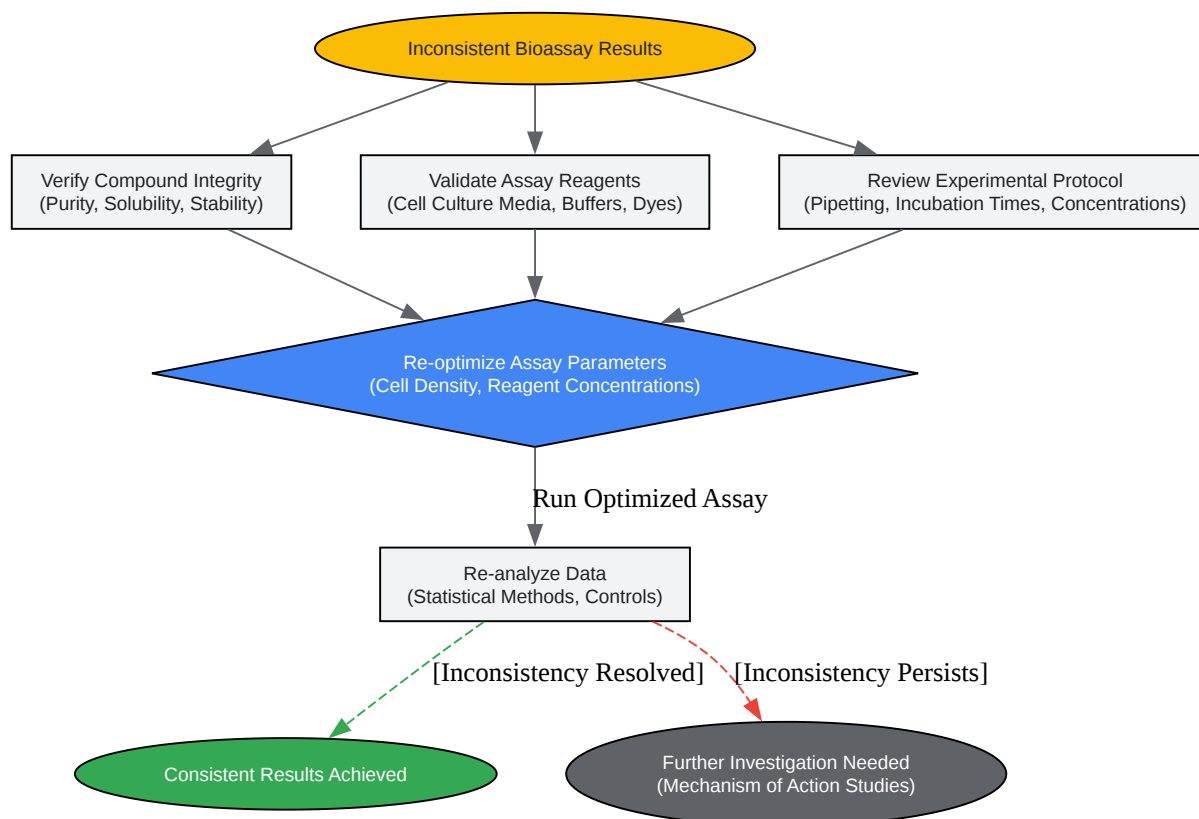 Inconsistent Bioassay Results
Verify Compound Integrity
(Purity, Solubility, Stability)
Validate Assay Reagents
(Cell Culture Media, Buffers, Dyes)
Review Experimental Protocol
(Pipetting, Incubation Times, Concentrations)
Re-optimize Assay Parameters
(Cell Density, Reagent Concentrations)
Run Optimized Assay
Re-analyze Data
(Statistical Methods, Controls)
[Inconsistency Resolved]
[Inconsistency Persists]
Consistent Results Achieved
Further Investigation Needed
(Mechanism of Action Studies)